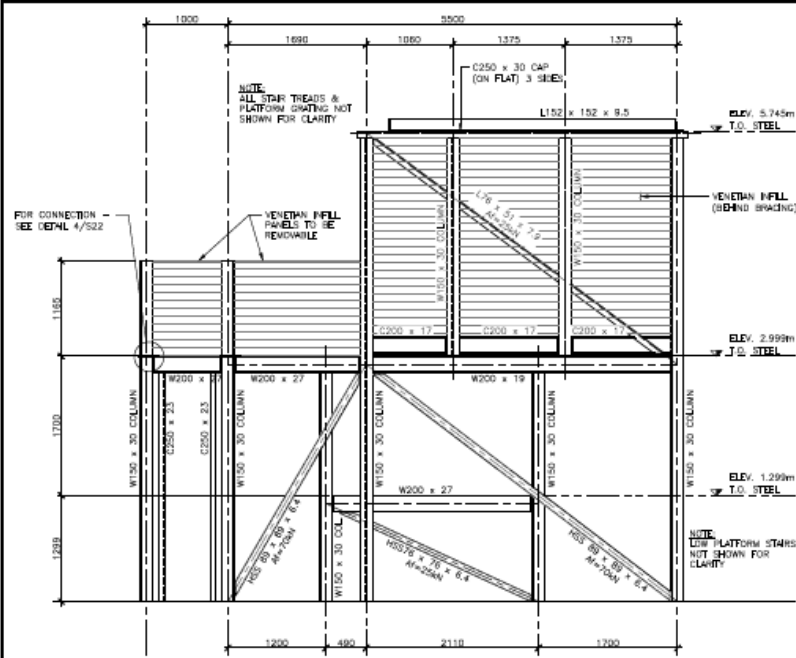 1000
5500
1690
1060
1375
1375
NOTE:
ALL STAIR TREADS &
PLATFORM GRATING NOT
SHOWN FOR CLARITY
C250 x 30 CAP
(ON FLAT) 3 SIDES
L152 x 152 x 9.5
ELEV. 5.745m
T.O. STEEL
FOR CONNECTION
SEE DETAIL 4/S22
VENETIAN INFILL
PANELS TO BE
REMOVABLE
L76 x 51 x 7.9
Af=25kN
W150 x 30 COLUMN
W150 x 30 COLUMN
VENETIAN INFILL
(BEHIND BRACING)
1165
C200 x 17
C200 x 17
C200 x 17
ELEV. 2.999m
T.O. STEEL
W200 x 27
W200 x 27
W200 x 19
1700
W150 x 30 COLUMN
C250 x 23
C250 x 23
W150 x 30 COLUMN
W150 x 30 COLUMN
W150 x 30 COLUMN
W200 x 27
ELEV. 1.299m
T.O. STEEL
1299
HSS 89 x 89 x 6.4
Af=70kN
W150 x 30 COL
HSS76 x 76 x 6.4
Af=25kN
HSS 89 x 89 x 6.4
Af=70kN
NOTE:
LOW PLATFORM STAIRS
NOT SHOWN FOR
CLARITY
1200
490
2110
1700